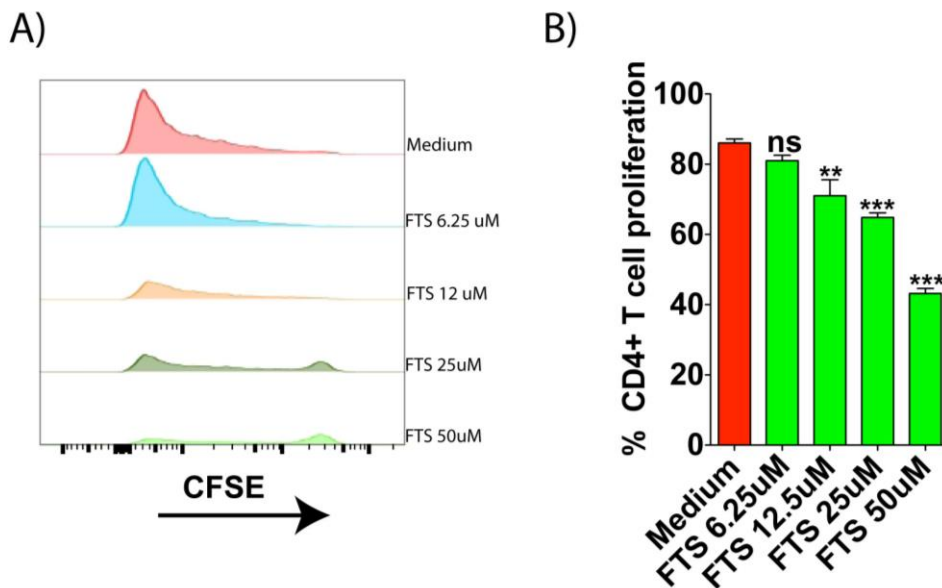 A)
Medium
FTS 6.25 uM
FTS 12 uM
FTS 25uM
FTS 50uM
CFSE
B)
% CD4+ T cell proliferation
100
80
60
40
20
0
ns
**
***
***
Medium
FTS 6.25uM
FTS 12.5uM
FTS 25uM
FTS 50uM